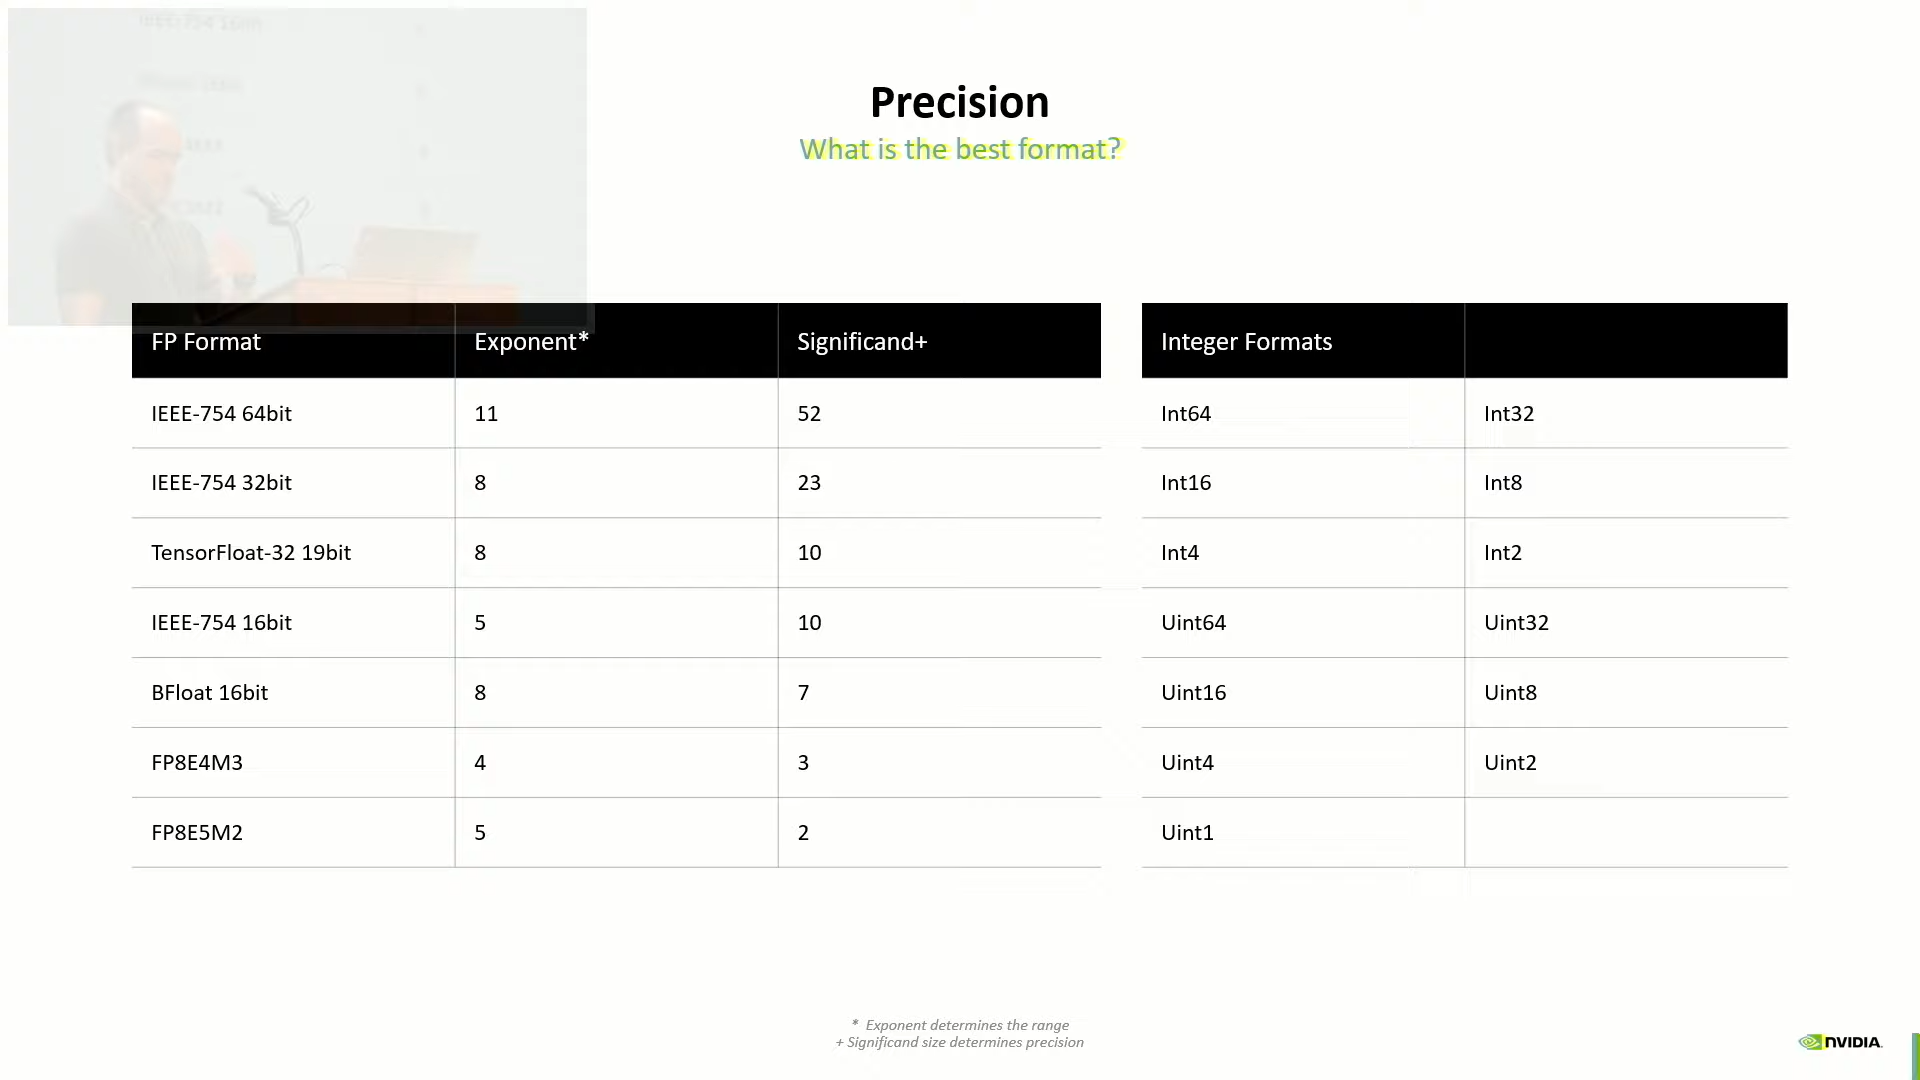 Precision
What is the best format?
FP Format Exponent* Significand+
IEEE-754 64bit 11 52
IEEE-754 32bit 8 23
TensorFloat-32 19bit 8 10
IEEE-754 16bit 5 10
BFloat 16bit 8 7
FP8E4M3 4 3
FP8E5M2 5 2
Integer Formats
Int64 Int32
Int16 Int8
Int4 Int2
Uint64 Uint32
Uint16 Uint8
Uint4 Uint2
Uint1
* Exponent determines the range
+ Significand size determines precision
NVIDIA.